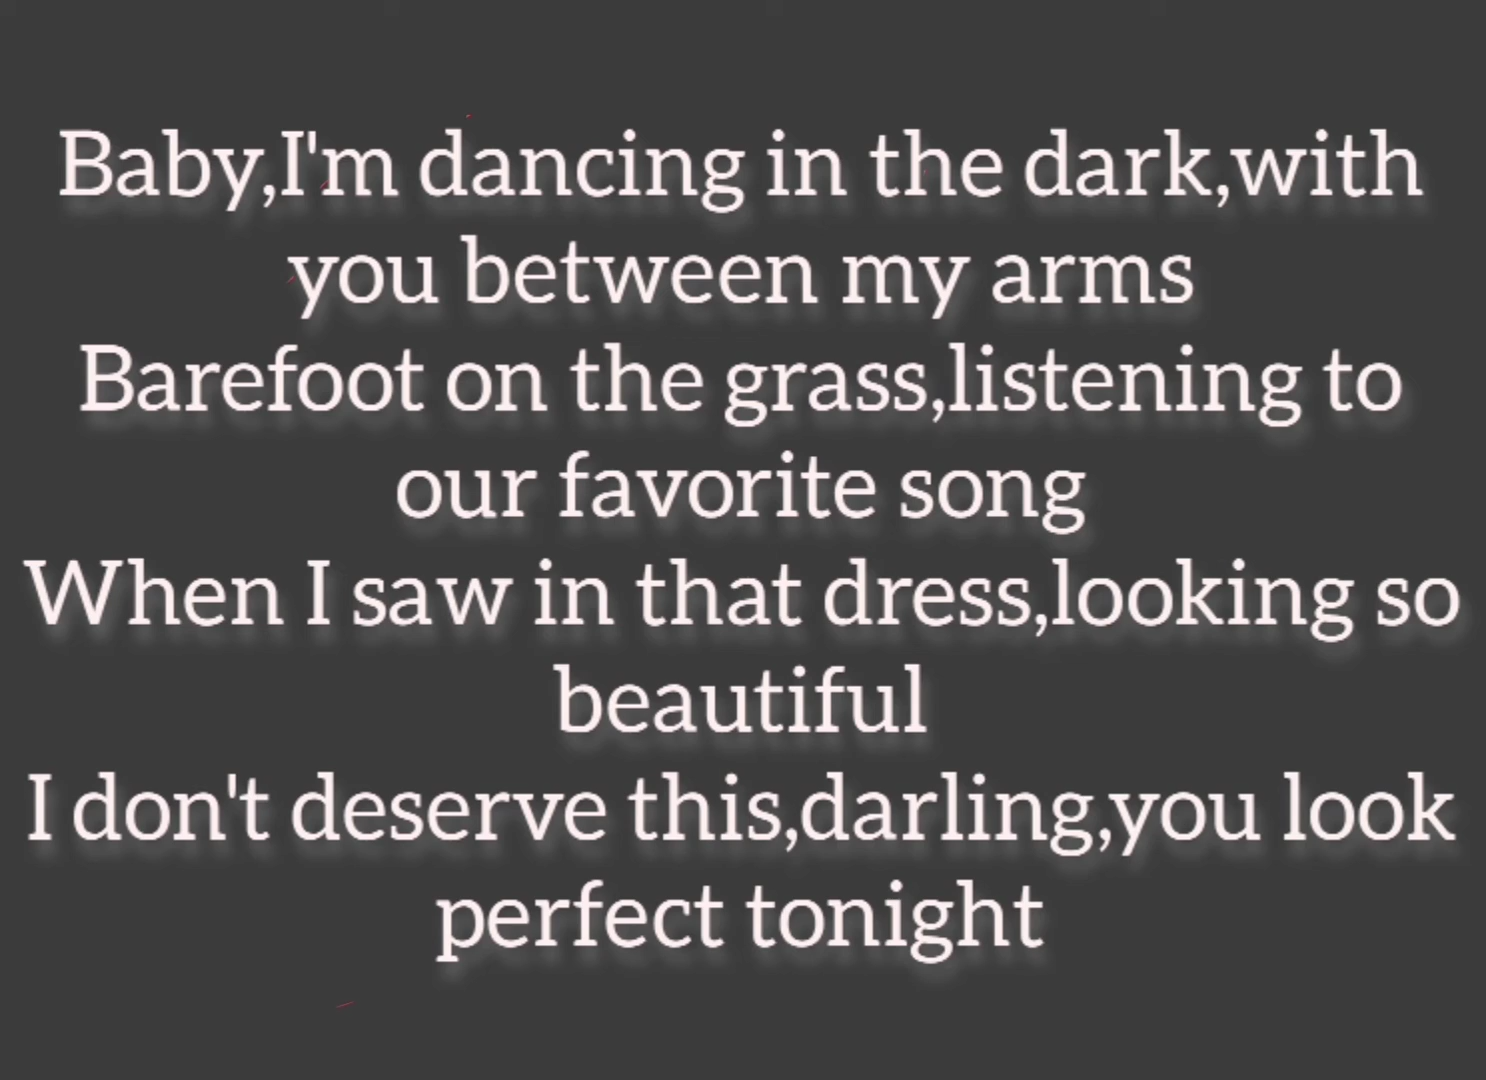 Baby,I'm dancing in the dark,with
you between my arms
Barefoot on the grass,listening to
our favorite song
When I saw in that dress,looking so
beautiful
I don't deserve this,darling,you look
perfect tonight